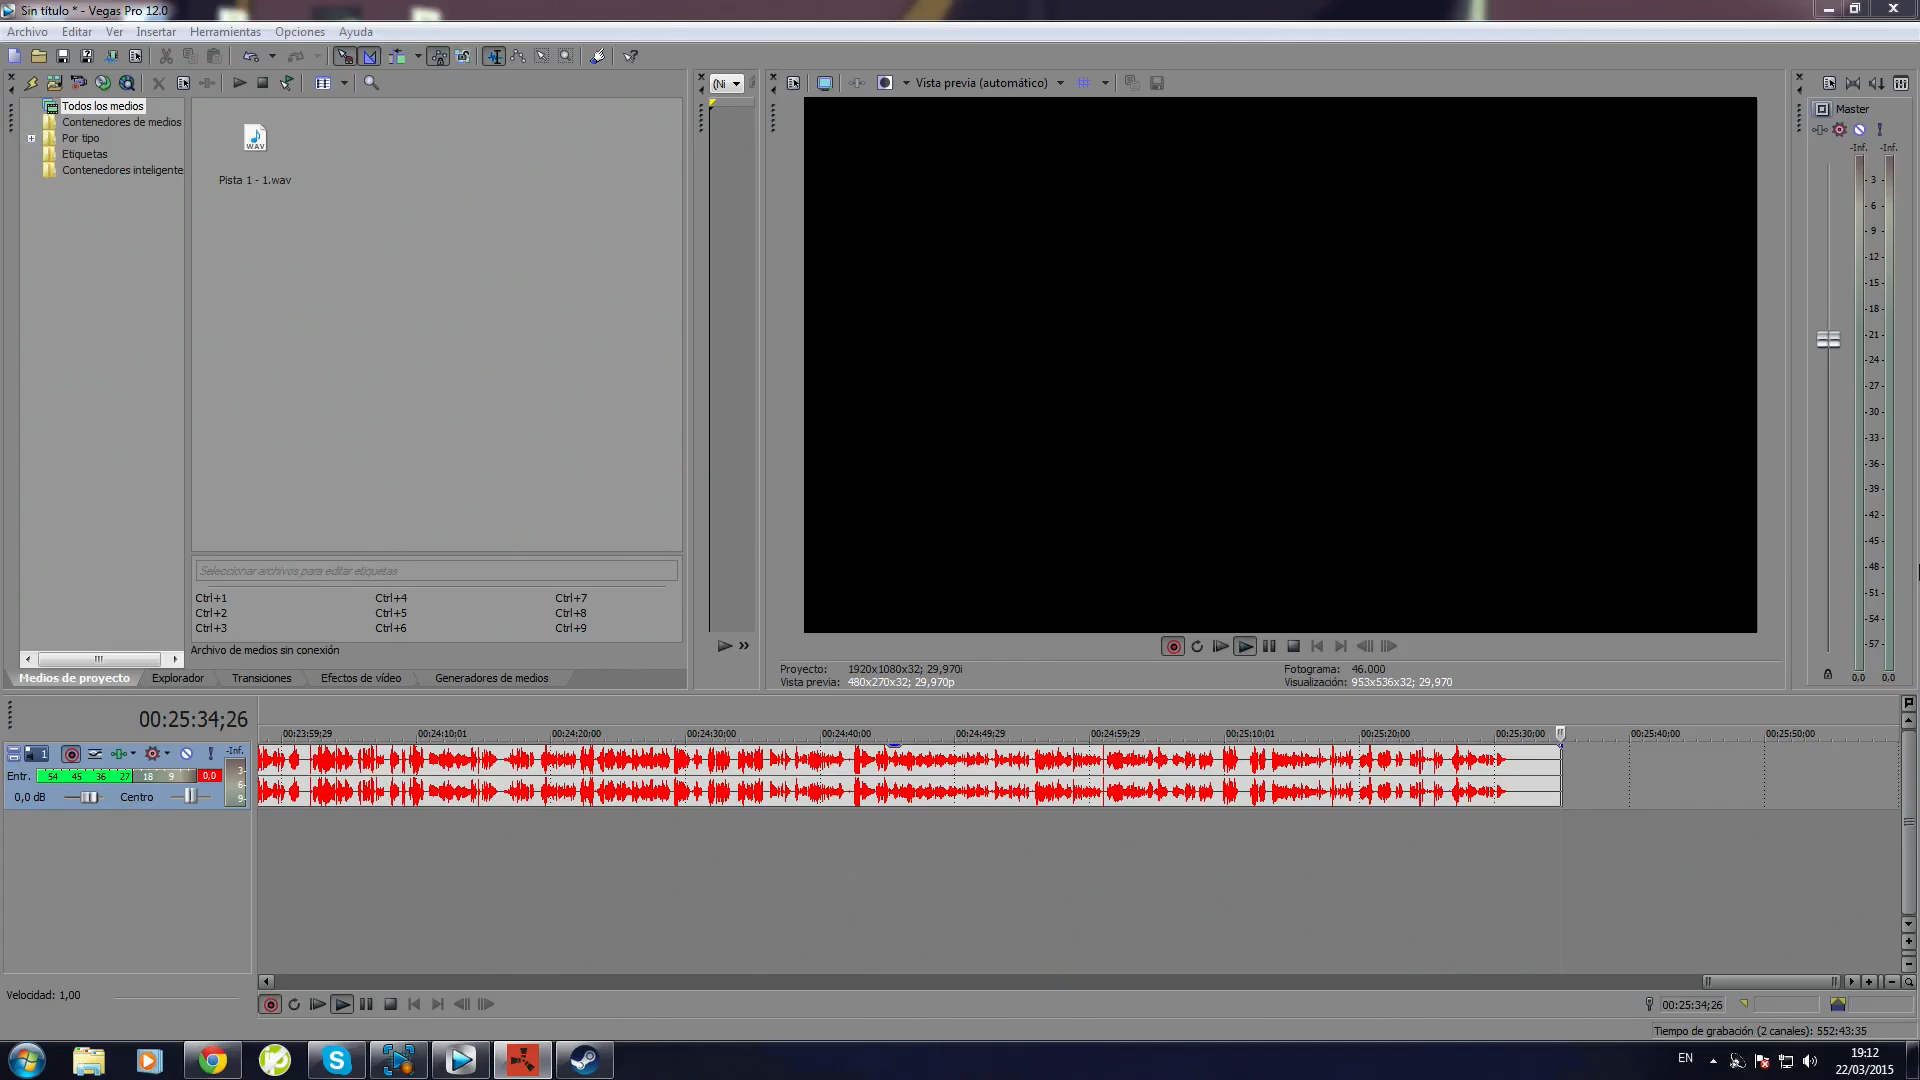 Sin título * - Vegas Pro 12.0
Archivo Editar Ver Insertar Herramientas Opciones Ayuda
(Ni
Vista previa (automático)
Todos los medios
Contenedores de medios
Por tipo
Etiquetas
Contenedores inteligente
WAV
Pista 1 - 1.wav
Master
-Inf. -Inf.
3
6
9
12
15
18
21
24
27
30
33
36
39
42
45
48
51
54
57
0,0 0,0
Seleccionar archivos para editar etiquetas
Ctrl+1 Ctrl+4 Ctrl+7
Ctrl+2 Ctrl+5 Ctrl+8
Ctrl+3 Ctrl+6 Ctrl+9
Archivo de medios sin conexión
Medios de proyecto Explorador Transiciones Efectos de vídeo Generadores de medios
Proyecto: 1920x1080x32; 29,970i Fotograma: 46.000
Vista previa: 480x270x32; 29,970p Visualización: 953x536x32; 29,970
00:25:34;26
00:23:59;29 00:24:10;01 00:24:20;00 00:24:30;00 00:24:40;00 00:24:49;29 00:24:59;29 00:25:10;01 00:25:20;00 00:25:30;00 00:25:40;00 00:25:50;00
1 -Inf.
Entr. 54 45 36 27 18 9 0,0
3
6
9
0,0 dB Centro
Velocidad: 1,00
00:25:34;26
Tiempo de grabación (2 canales): 552:43:35
EN 19:12
22/03/2015